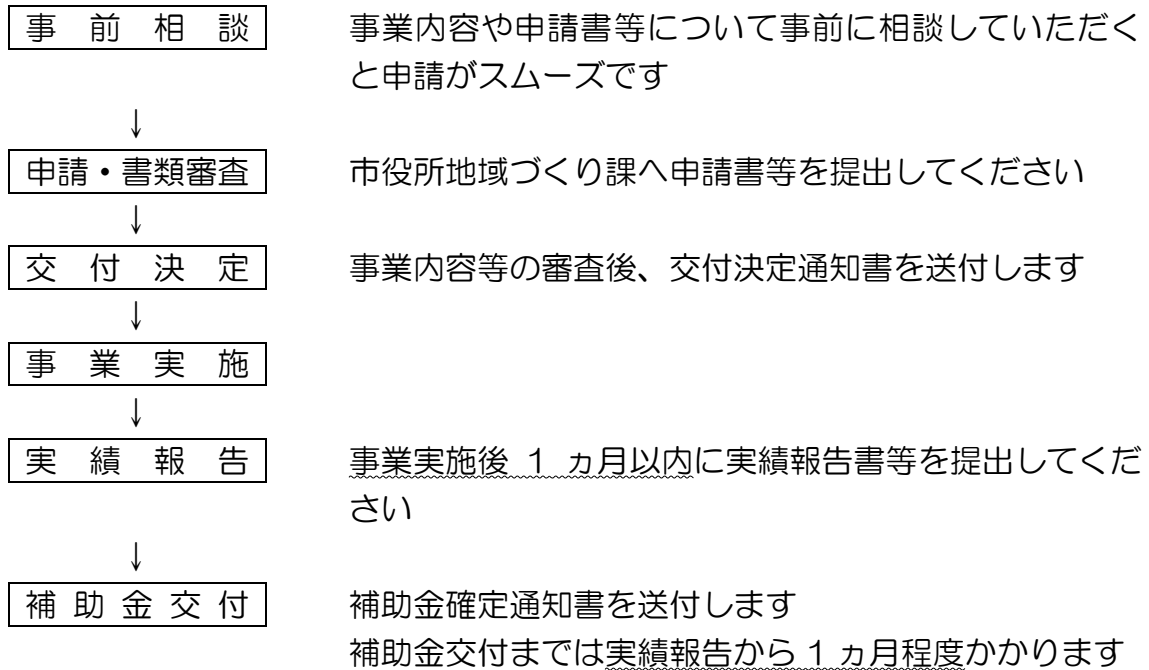 事前相談 事業内容や申請書等について事前に相談していただく
と申請がスムーズです
↓
申請・書類審査 市役所地域づくり課へ申請書等を提出してください
↓
交付決定 事業内容等の審査後、交付決定通知書を送付します
↓
事業実施
↓
実績報告 事業実施後 1 ヵ月以内に実績報告書等を提出してくだ
さい
↓
補助金交付 補助金確定通知書を送付します
補助金交付までは実績報告から 1 ヵ月程度かかります